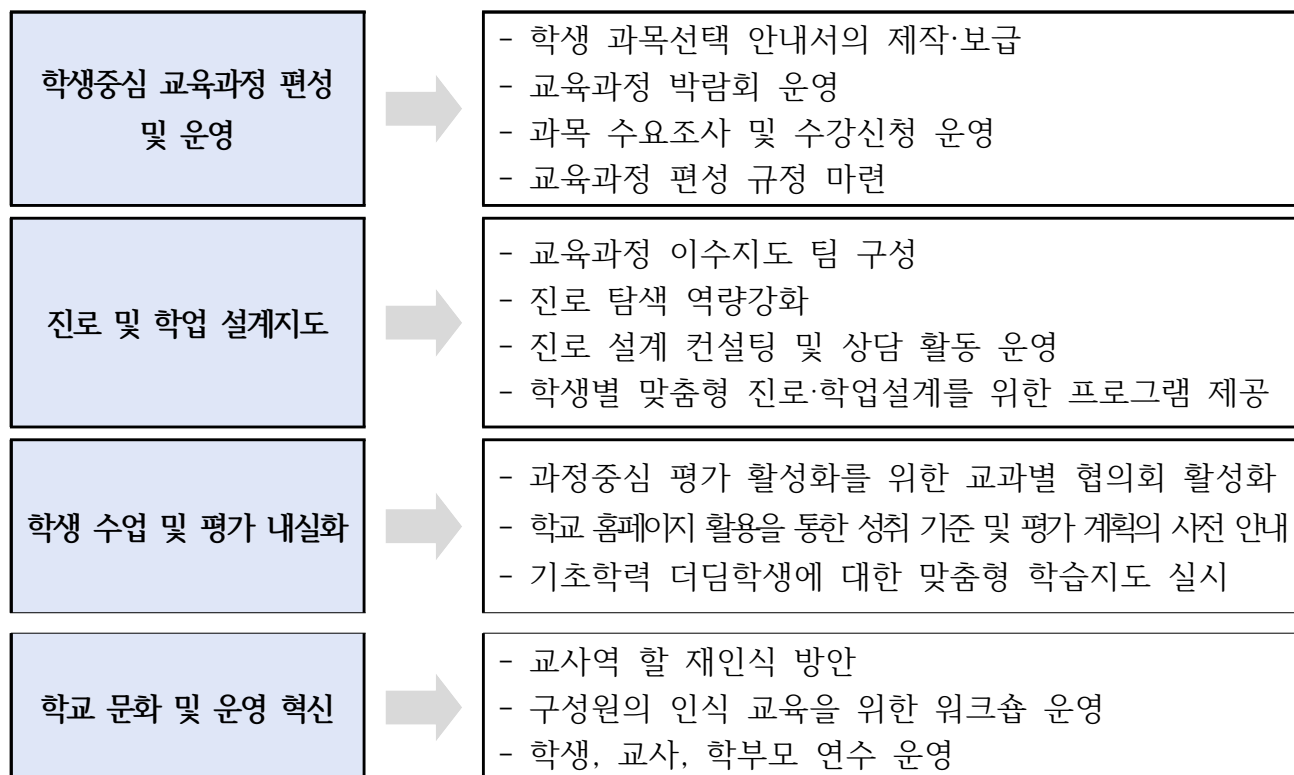 학생중심 교육과정 편성
및 운영
- 학생 과목선택 안내서의 제작·보급
- 교육과정 박람회 운영
- 과목 수요조사 및 수강신청 운영
- 교육과정 편성 규정 마련
진로 및 학업 설계지도
- 교육과정 이수지도 팀 구성
- 진로 탐색 역량강화
- 진로 설계 컨설팅 및 상담 활동 운영
- 학생별 맞춤형 진로·학업설계를 위한 프로그램 제공
학생 수업 및 평가 내실화
- 과정중심 평가 활성화를 위한 교과별 협의회 활성화
- 학교 홈페이지 활용을 통한 성취 기준 및 평가 계획의 사전 안내
- 기초학력 더딤학생에 대한 맞춤형 학습지도 실시
학교 문화 및 운영 혁신
- 교사역 할 재인식 방안
- 구성원의 인식 교육을 위한 워크숍 운영
- 학생, 교사, 학부모 연수 운영